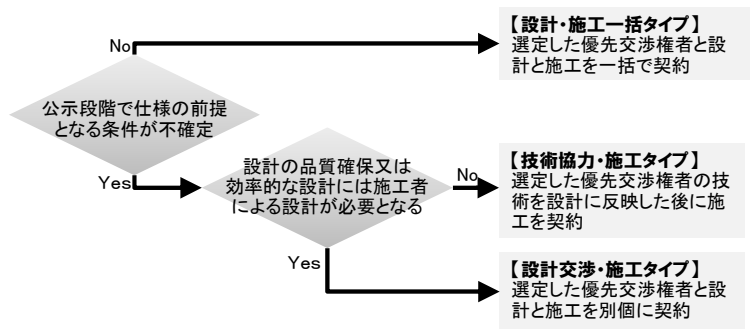 No
【設計・施工一括タイプ】
選定した優先交渉権者と設
計と施工を一括で契約
公示段階で仕様の前提
となる条件が不確定
Yes
設計の品質確保又は
効率的な設計には施工者
による設計が必要となる
No
【技術協力・施工タイプ】
選定した優先交渉権者の技
術を設計に反映した後に施
工を契約
Yes
【設計交渉・施工タイプ】
選定した優先交渉権者と設
計と施工を別個に契約